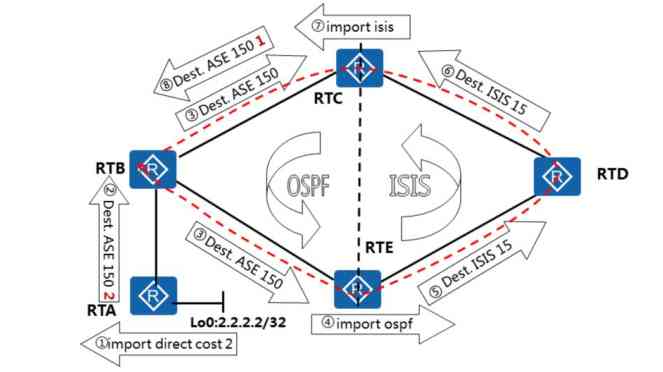 ⑦import isis
⑧Dest. ASE 150 1
③Dest. ASE 150
R
RTC
⑥Dest. ISIS 15
RTB
R
OSPF
ISIS
R
RTD
②Dest. ASE 150 2
③Dest. ASE 150
RTE
R
⑤Dest. ISIS 15
R
RTA
Lo0:2.2.2.2/32
④import ospf
①import direct cost 2